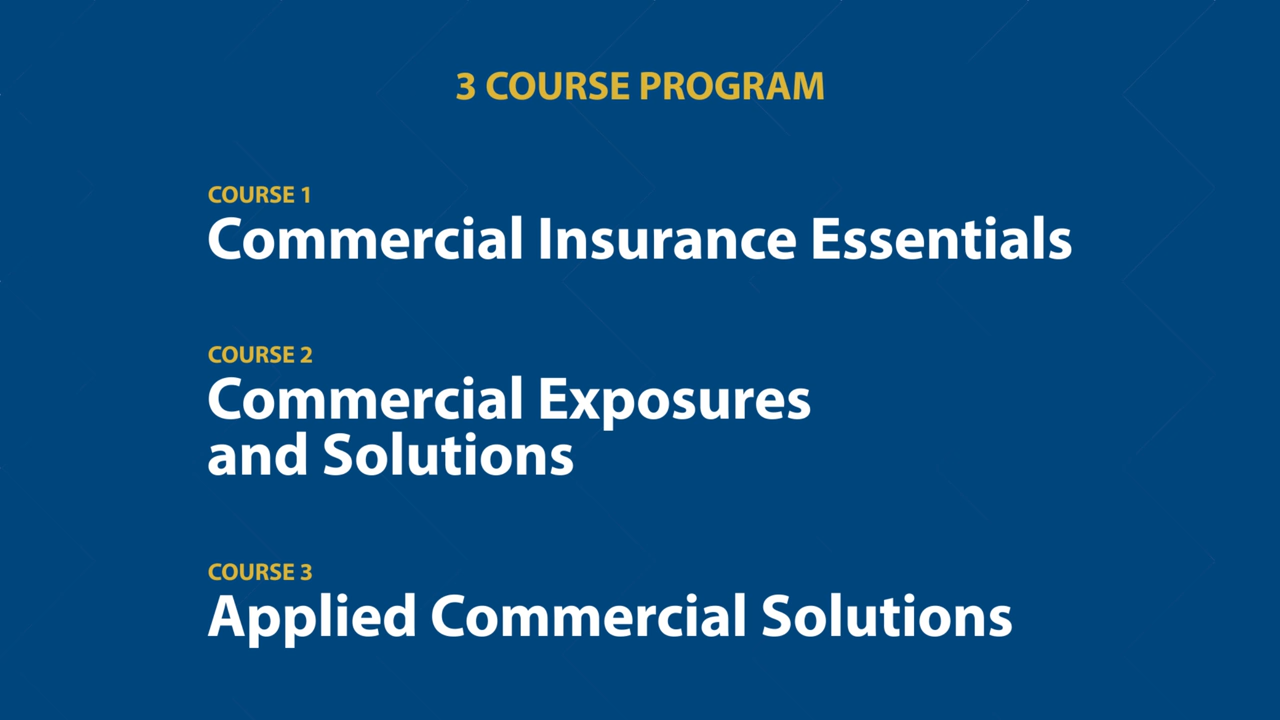 3 COURSE PROGRAM
COURSE 1
Commercial Insurance Essentials
COURSE 2
Commercial Exposures
and Solutions
COURSE 3
Applied Commercial Solutions